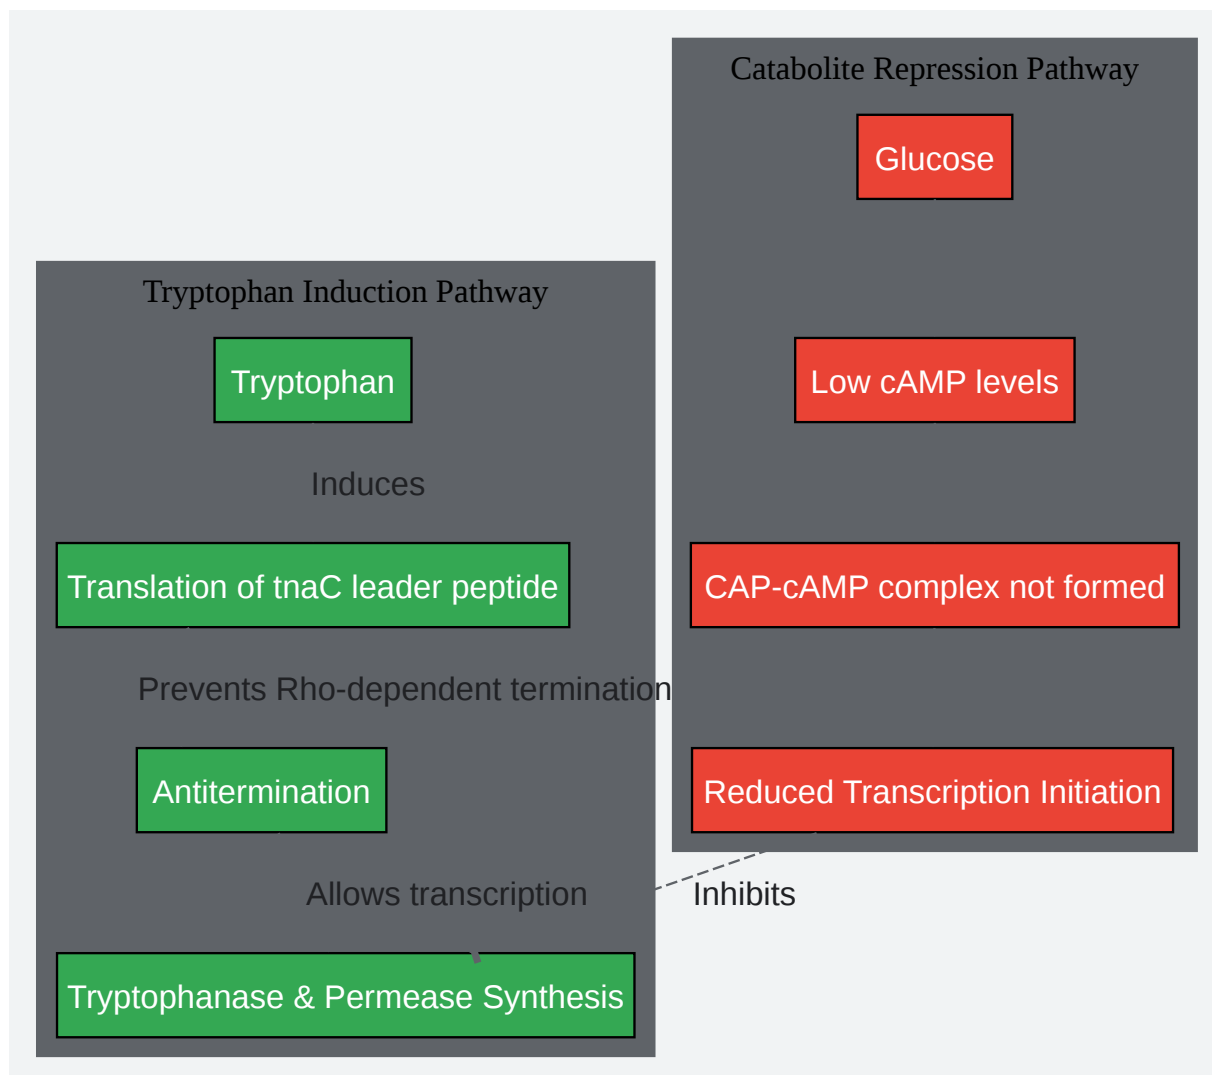 Catabolite Repression Pathway
Glucose
Tryptophan Induction Pathway
Tryptophan
Low cAMP levels
Induces
Translation of tnaC leader peptide
CAP-cAMP complex not formed
Prevents Rho-dependent termination
Antitermination
Reduced Transcription Initiation
Allows transcription
Inhibits
Tryptophanase & Permease Synthesis